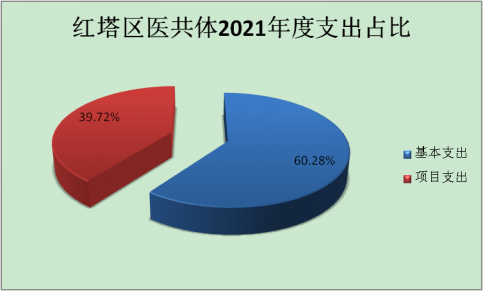 红塔区医共体2021年度支出占比
39.72%
60.28%
基本支出
项目支出